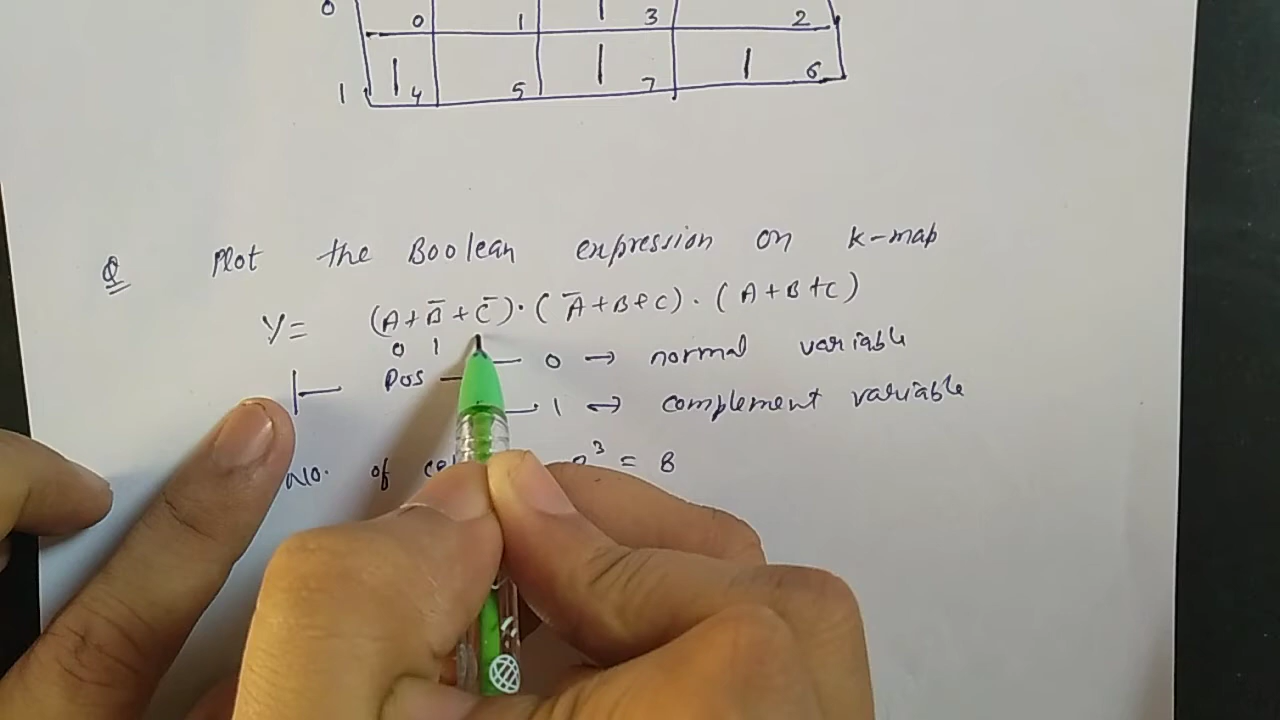 0 0 1 1 3 2
1 1 4 5 1 7 1 6
Q Plot the Boolean expression on K-map
Y= (A+B̅+C̅)·(A̅+B+C)·(A+B+C)
0 1
0 → normal variable
POS
1 → complement variable
No. of 2³ = 8